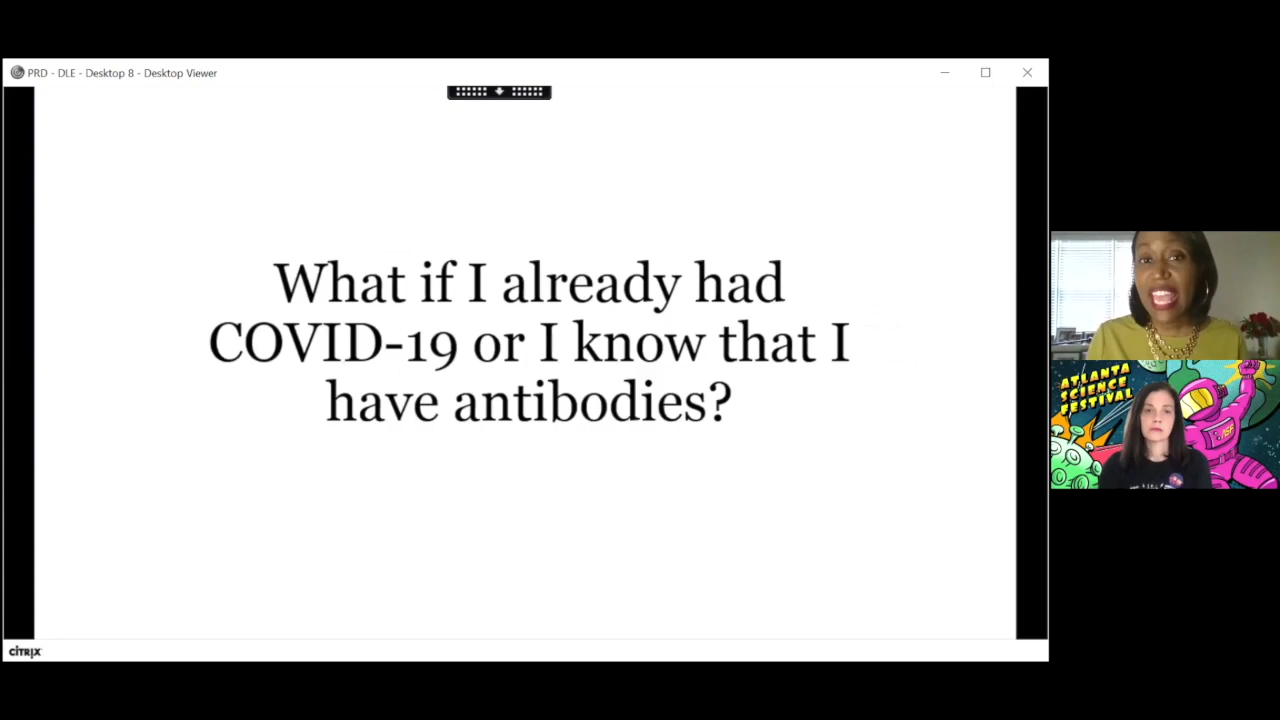 PRD - DLE - Desktop 8 - Desktop Viewer
What if I already had
COVID-19 or I know that I
have antibodies?
ATLANTA
SCIENCE
FESTIVAL
ASF
CITRIX